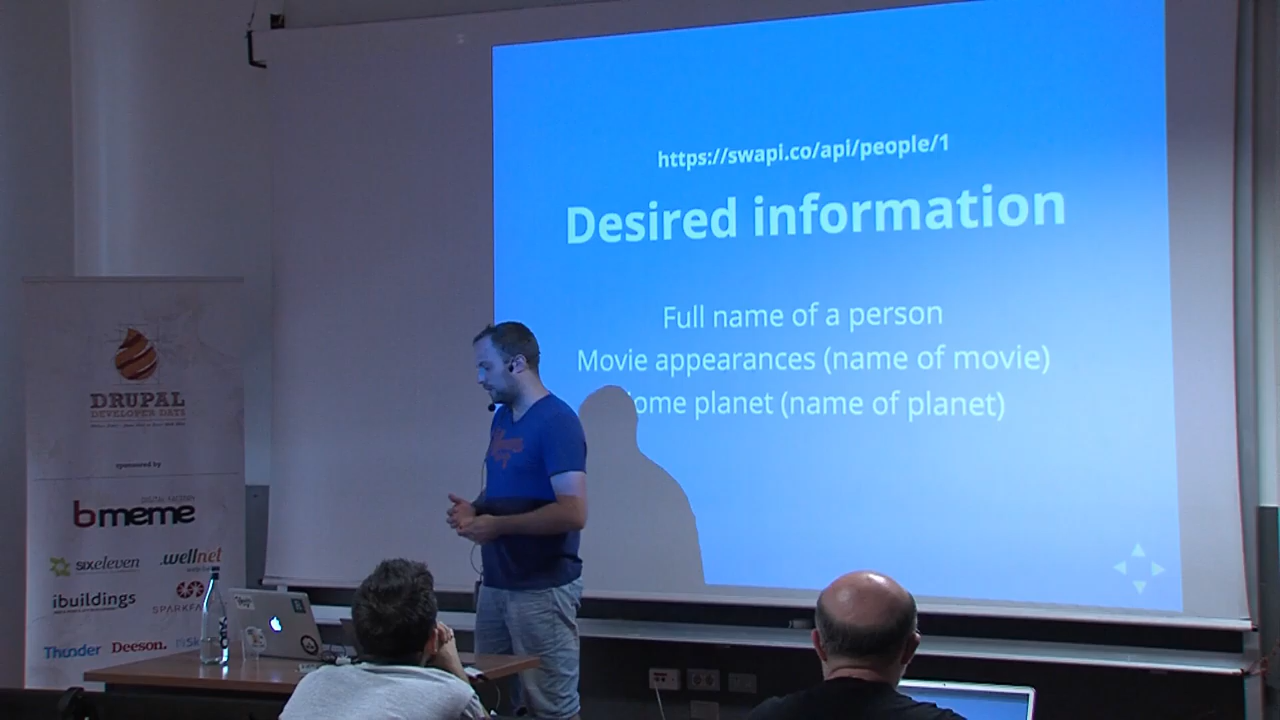 https://swapi.co/api/people/1
Desired information
Full name of a person
Movie appearances (name of movie)
ome planet (name of planet)
DRUPAL
DEVELOPER DAYS
sponsored by
DIGITAL FACTORY
bmeme
sixeleven
.wellnet
ibuildings
SPARKFA
Thunder
Deeson.